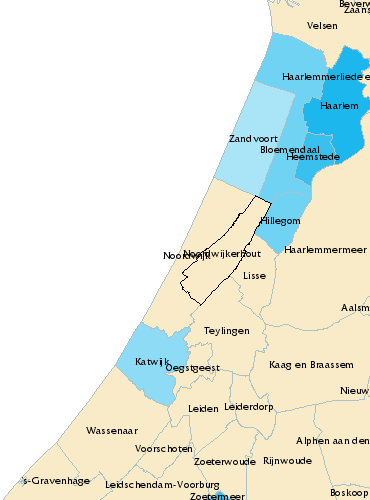 Beverw
Zaans
Velsen
Haarlemmerliede e
Haarlem
Zandvoort
Bloemendaal
Heemstede
Hillegom
Haarlemmermeer
Noordwijk
Noordwijkerhout
Lisse
Aalsm
Teylingen
Katwijk
Oegstgeest
Kaag en Braassem
Nieuw
Leiden
Leiderdorp
Wassenaar
Alphen aan den
Voorschoten
Zoeterwoude
Rijnwoude
's-Gravenhage
Leidschendam-Voorburg
Zoetermeer
Boskoop